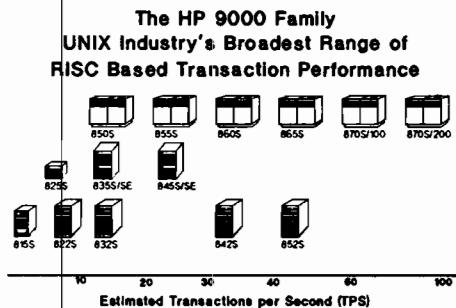 The HP 9000 Family
UNIX Industry's Broadest Range of
RISC Based Transaction Performance
850S 855S 860S 865S 870S/100 870S/200
825S 835S/SE 845S/SE
815S 822S 832S 842S 852S
10 20 30 40 60 100
Estimated Transactions per Second (TPS)